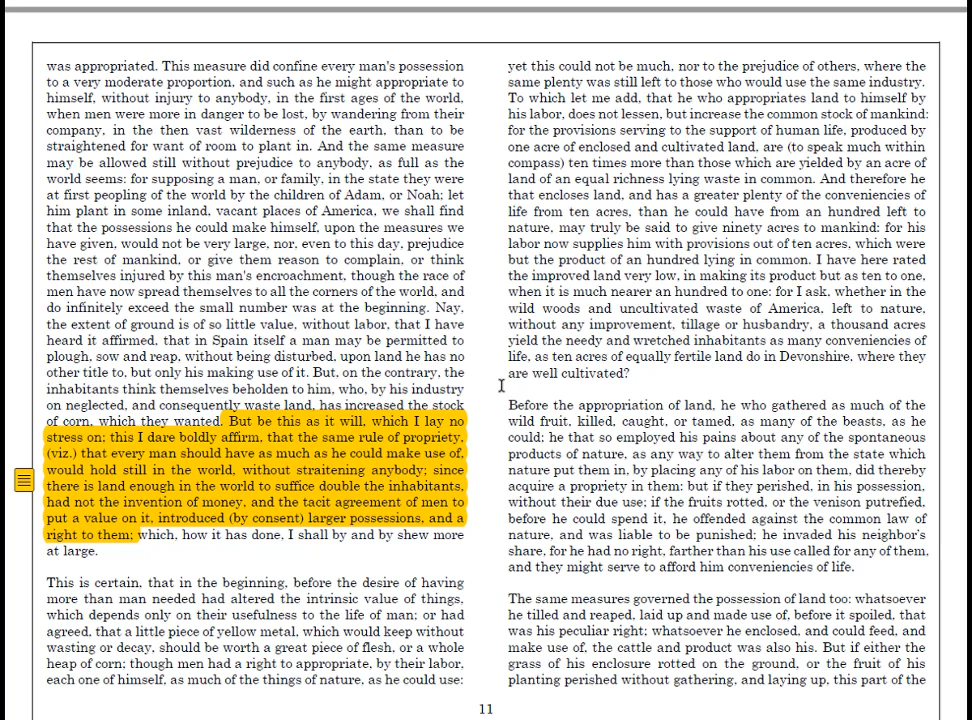 was appropriated. This measure did confine every man's possession
to a very moderate proportion, and such as he might appropriate to
himself, without injury to anybody, in the first ages of the world,
when men were more in danger to be lost, by wandering from their
company, in the then vast wilderness of the earth, than to be
straightened for want of room to plant in. And the same measure
may be allowed still without prejudice to anybody, as full as the
world seems: for supposing a man, or family, in the state they were
at first peopling of the world by the children of Adam, or Noah; let
him plant in some inland, vacant places of America, we shall find
that the possessions he could make himself, upon the measures we
have given, would not be very large, nor, even to this day, prejudice
the rest of mankind, or give them reason to complain, or think
themselves injured by this man's encroachment, though the race of
men have now spread themselves to all the corners of the world, and
do infinitely exceed the small number was at the beginning. Nay,
the extent of ground is of so little value, without labor, that I have
heard it affirmed, that in Spain itself a man may be permitted to
plough, sow and reap, without being disturbed, upon land he has no
other title to, but only his making use of it. But, on the contrary, the
inhabitants think themselves beholden to him, who, by his industry
on neglected, and consequently waste land, has increased the stock
of corn, which they wanted. But be this as it will, which I lay no
stress on; this I dare boldly affirm, that the same rule of propriety,
(viz.) that every man should have as much as he could make use of,
would hold still in the world, without straitening anybody; since
there is land enough in the world to suffice double the inhabitants,
had not the invention of money, and the tacit agreement of men to
put a value on it, introduced (by consent) larger possessions, and a
right to them; which, how it has done, I shall by and by shew more
at large.
This is certain, that in the beginning, before the desire of having
more than man needed had altered the intrinsic value of things,
which depends only on their usefulness to the life of man; or had
agreed, that a little piece of yellow metal, which would keep without
wasting or decay, should be worth a great piece of flesh, or a whole
heap of corn; though men had a right to appropriate, by their labor,
each one of himself, as much of the things of nature, as he could use:
yet this could not be much, nor to the prejudice of others, where the
same plenty was still left to those who would use the same industry.
To which let me add, that he who appropriates land to himself by
his labor, does not lessen, but increase the common stock of mankind:
for the provisions serving to the support of human life, produced by
one acre of enclosed and cultivated land, are (to speak much within
compass) ten times more than those which are yielded by an acre of
land of an equal richness lying waste in common. And therefore he
that encloses land, and has a greater plenty of the conveniencies of
life from ten acres, than he could have from an hundred left to
nature, may truly be said to give ninety acres to mankind: for his
labor now supplies him with provisions out of ten acres, which were
but the product of an hundred lying in common. I have here rated
the improved land very low, in making its product but as ten to one,
when it is much nearer an hundred to one: for I ask, whether in the
wild woods and uncultivated waste of America, left to nature,
without any improvement, tillage or husbandry, a thousand acres
yield the needy and wretched inhabitants as many conveniencies of
life, as ten acres of equally fertile land do in Devonshire, where they
are well cultivated?
Before the appropriation of land, he who gathered as much of the
wild fruit, killed, caught, or tamed, as many of the beasts, as he
could; he that so employed his pains about any of the spontaneous
products of nature, as any way to alter them from the state which
nature put them in, by placing any of his labor on them, did thereby
acquire a propriety in them: but if they perished, in his possession,
without their due use; if the fruits rotted, or the venison putrefied,
before he could spend it, he offended against the common law of
nature, and was liable to be punished; he invaded his neighbor's
share, for he had no right, farther than his use called for any of them,
and they might serve to afford him conveniencies of life.
The same measures governed the possession of land too: whatsoever
he tilled and reaped, laid up and made use of, before it spoiled, that
was his peculiar right; whatsoever he enclosed, and could feed, and
make use of, the cattle and product was also his. But if either the
grass of his enclosure rotted on the ground, or the fruit of his
planting perished without gathering, and laying up, this part of the
11